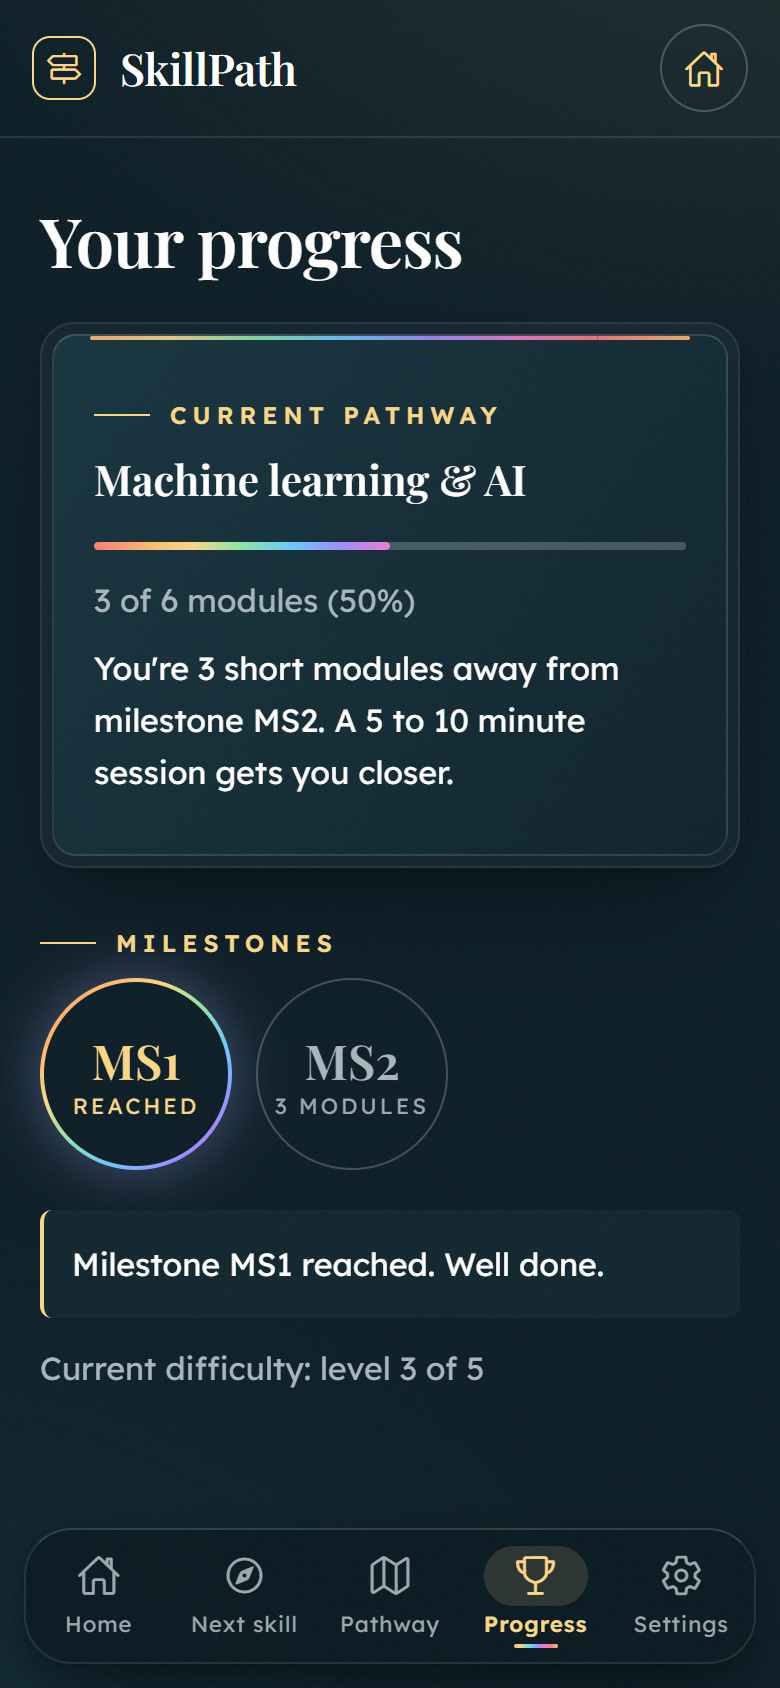 SkillPath
Your progress
CURRENT PATHWAY
Machine learning & AI
3 of 6 modules (50%)
You're 3 short modules away from
milestone MS2. A 5 to 10 minute
session gets you closer.
MILESTONES
MS1
REACHED
MS2
3 MODULES
Milestone MS1 reached. Well done.
Current difficulty: level 3 of 5
Home
Next skill
Pathway
Progress
Settings